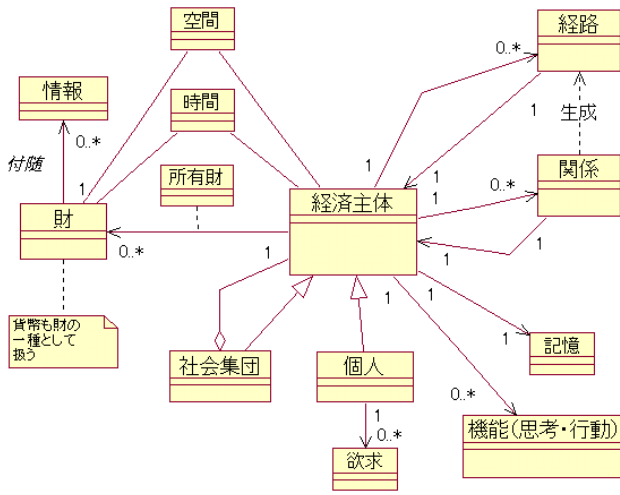 空間
経路
0..*
情報
時間
1
生成
0..*
付随
1
所有財
1
1
0..*
関係
財
経済主体
1
0..*
1
1
1
1
1
貨幣も財の
一種として
扱う
1
記憶
社会集団
個人
0..*
1
0..*
機能(思考・行動)
欲求